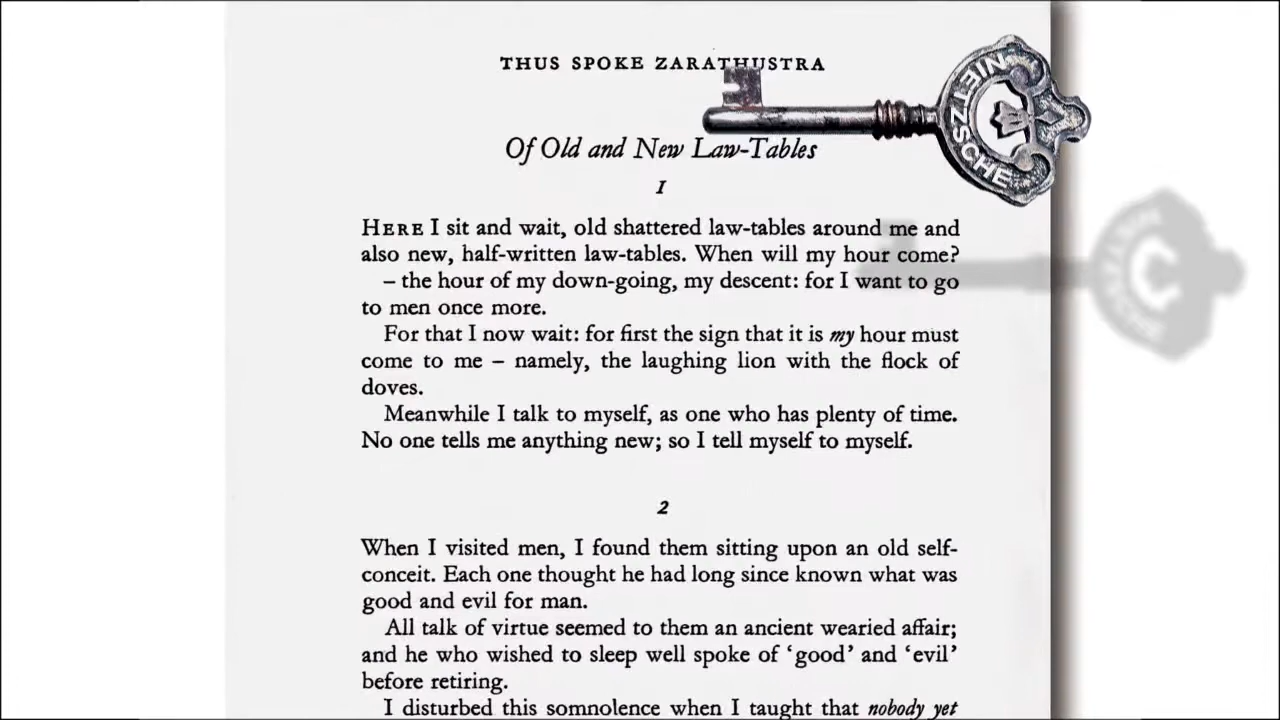 THUS SPOKE ZARATHUSTRA
NIETZSCHE
Of Old and New Law-Tables
1
HERE I sit and wait, old shattered law-tables around me and
also new, half-written law-tables. When will my hour come?
– the hour of my down-going, my descent: for I want to go
to men once more.
For that I now wait: for first the sign that it is my hour must
come to me – namely, the laughing lion with the flock of
doves.
Meanwhile I talk to myself, as one who has plenty of time.
No one tells me anything new; so I tell myself to myself.
2
When I visited men, I found them sitting upon an old self-
conceit. Each one thought he had long since known what was
good and evil for man.
All talk of virtue seemed to them an ancient wearied affair;
and he who wished to sleep well spoke of ‘good’ and ‘evil’
before retiring.
I disturbed this somnolence when I taught that nobody yet